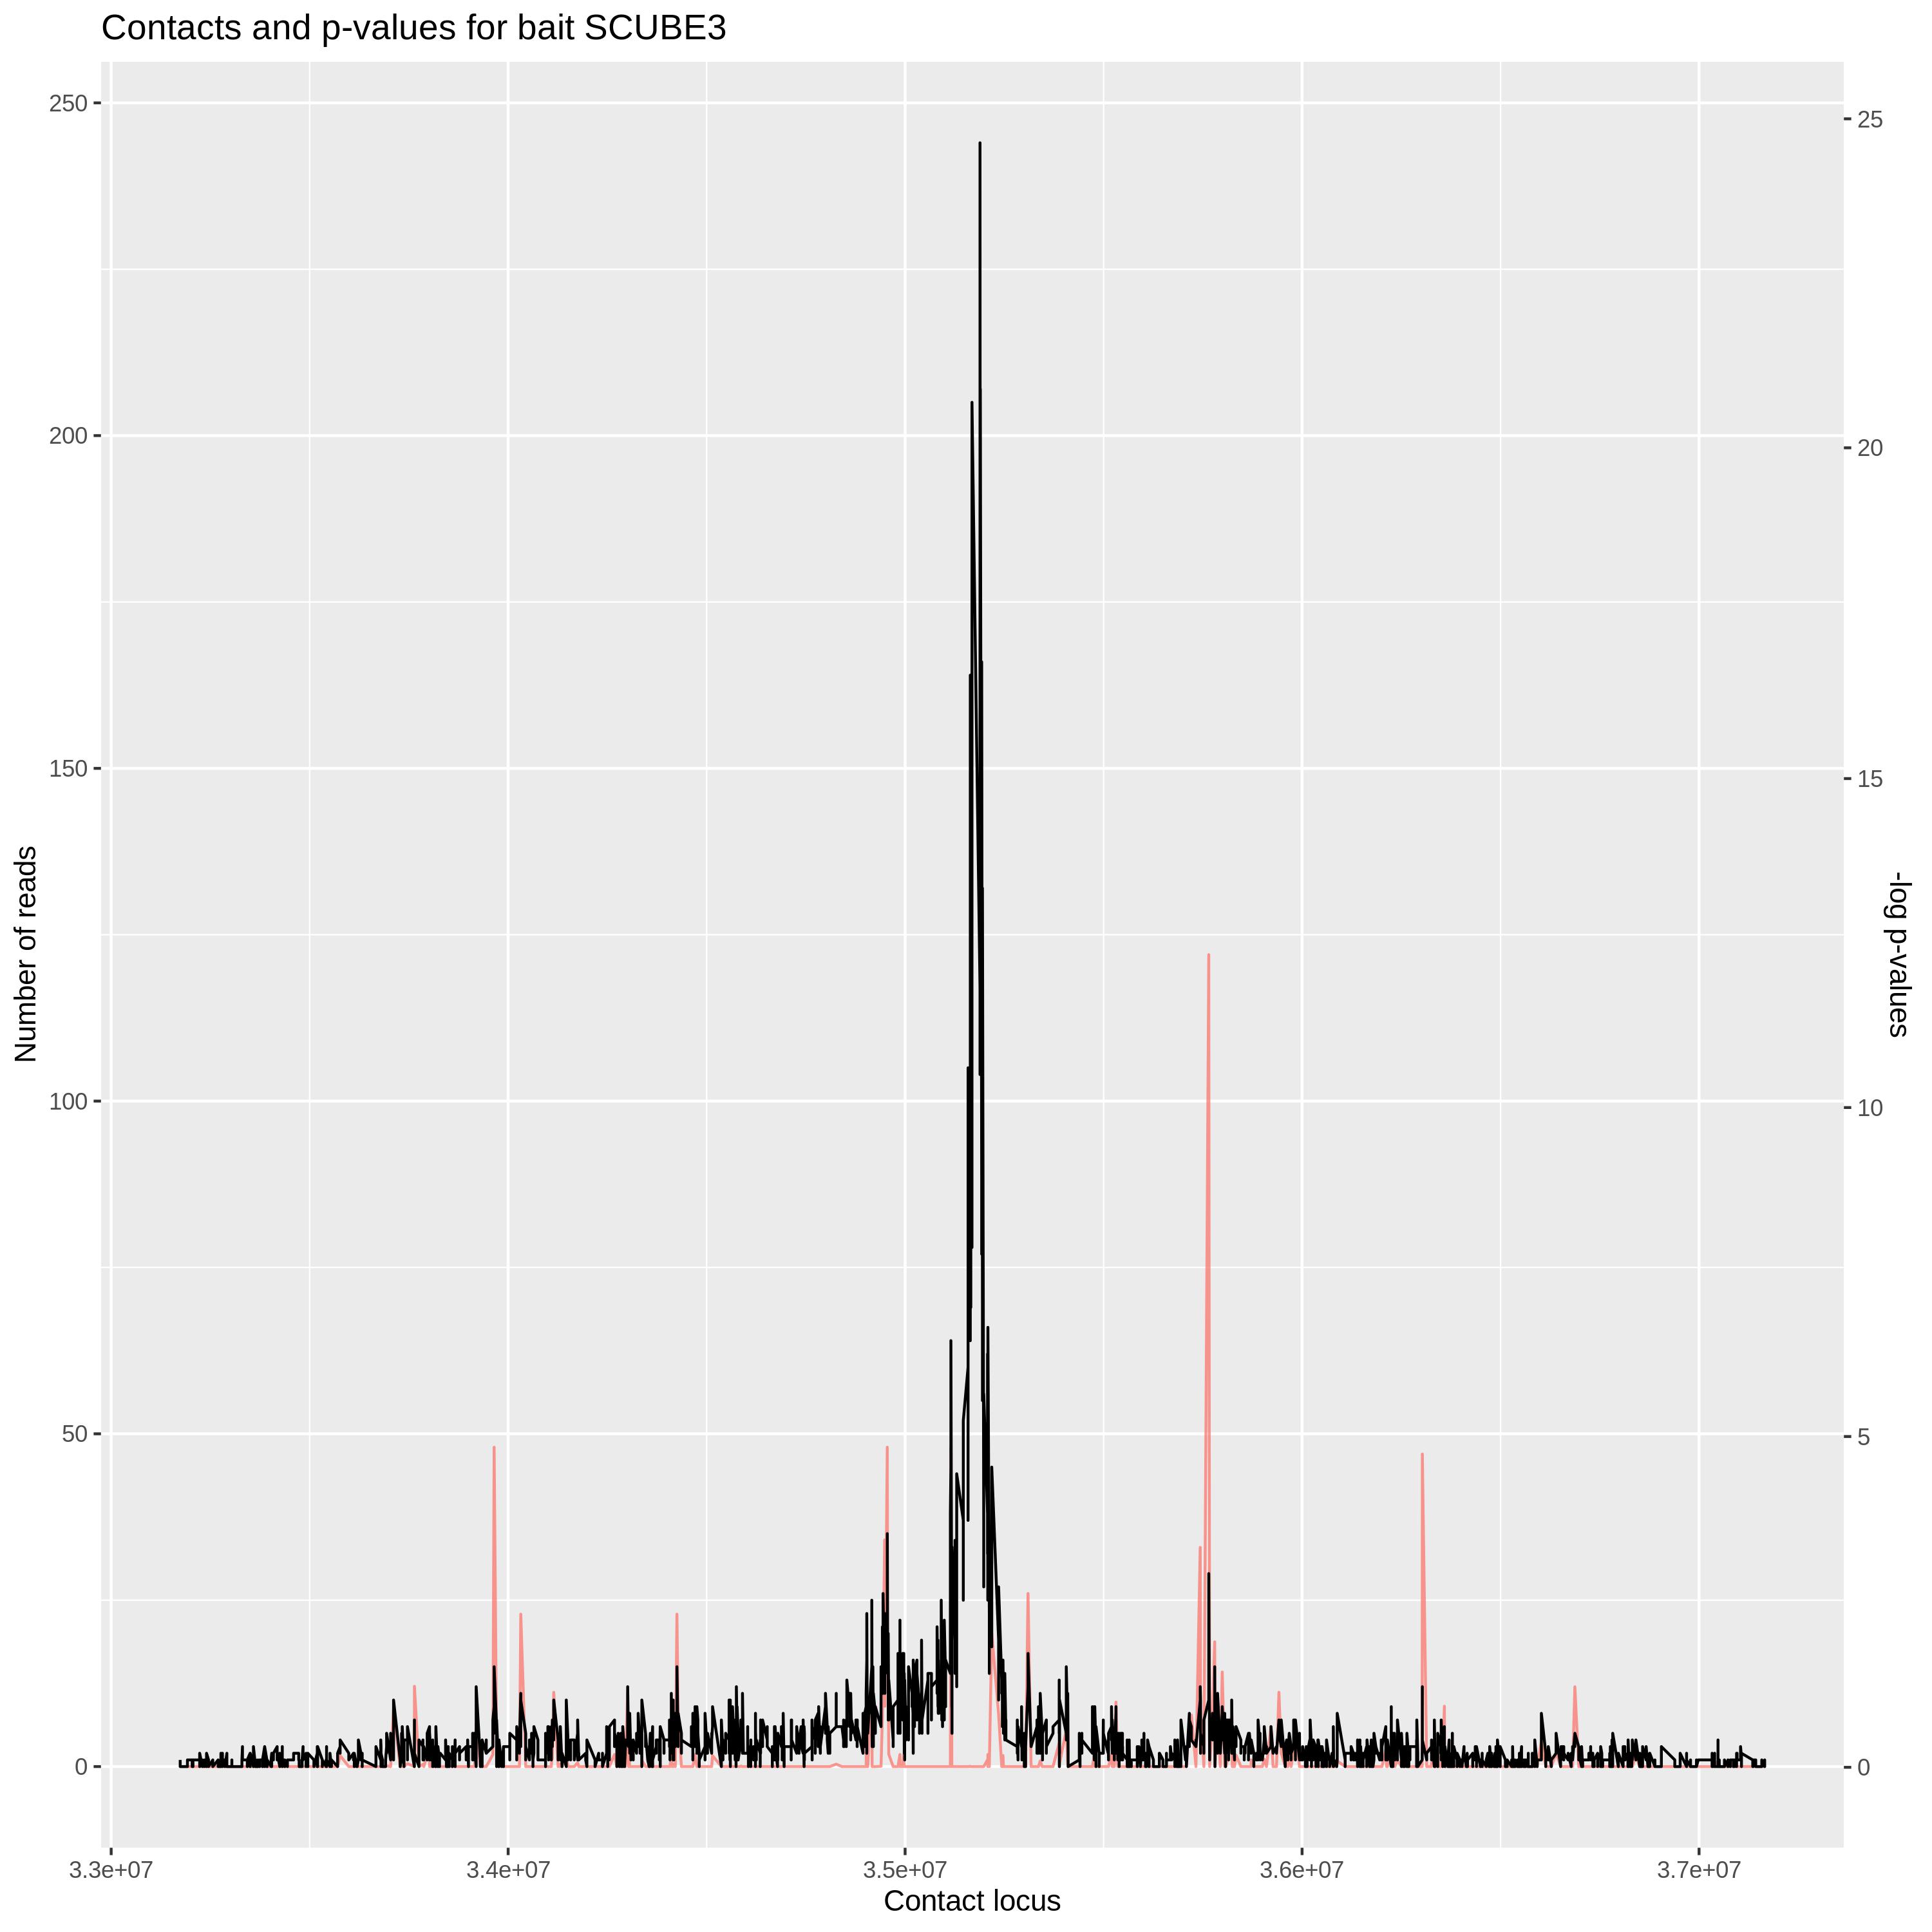 Contacts and p-values for bait SCUBE3
250
200
150
100
50
0
25
20
15
10
5
0
Number of reads
-log p-values
3.3e+07
3.4e+07
3.5e+07
3.6e+07
3.7e+07
Contact locus